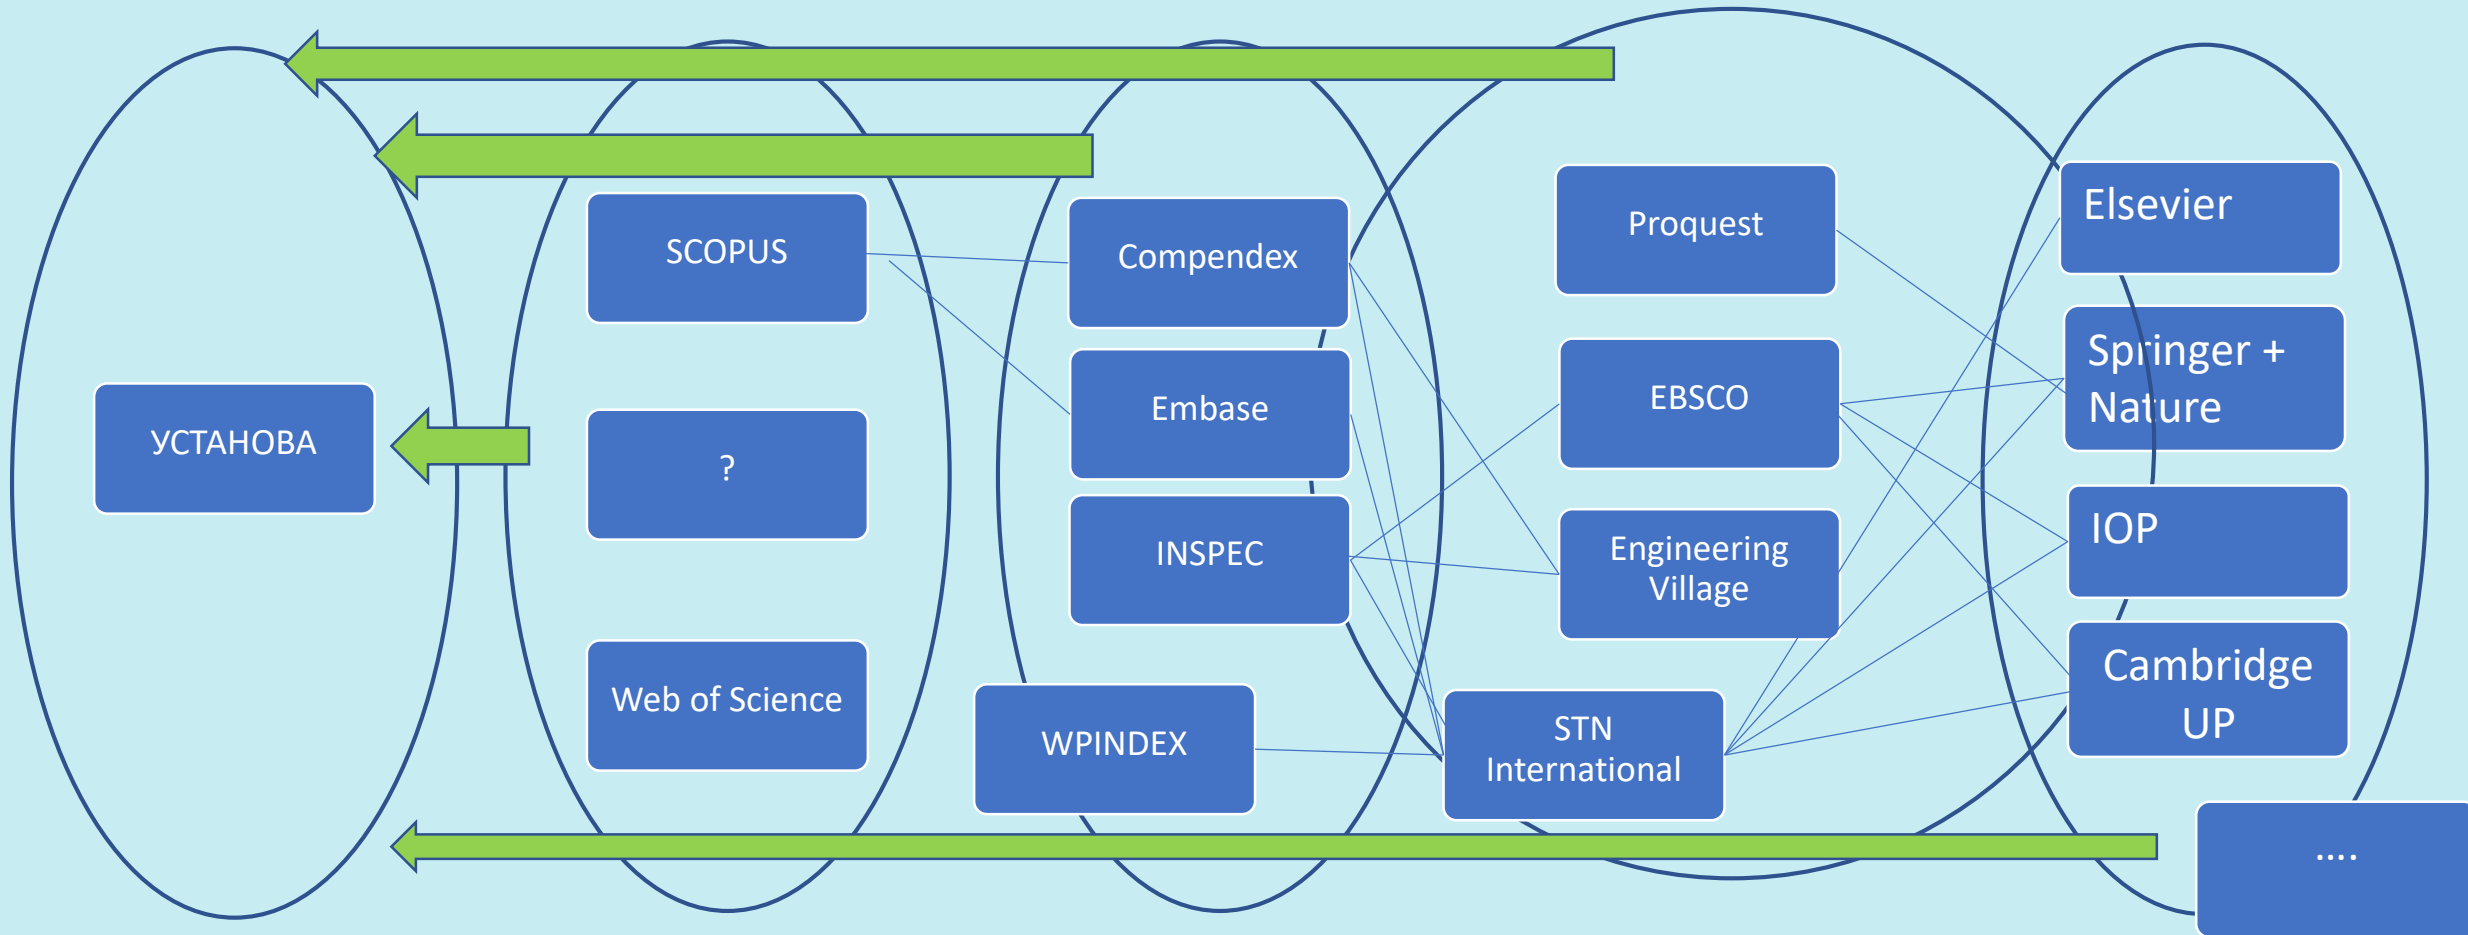 УСТАНОВА
SCOPUS
?
Web of Science
Compendex
Embase
INSPEC
WPINDEX
Proquest
EBSCO
Engineering
Village
STN
International
Elsevier
Springer +
Nature
IOP
Cambridge
UP
....